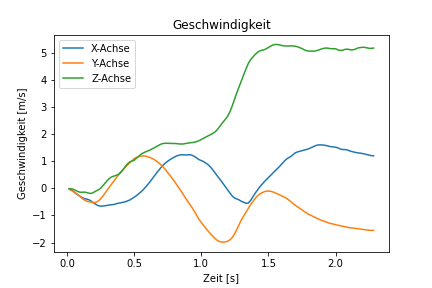 Geschwindigkeit
Geschwindigkeit [m/s]
5
4
3
2
1
0
−1
−2
X-Achse
Y-Achse
Z-Achse
0.0 0.5 1.0 1.5 2.0
Zeit [s]